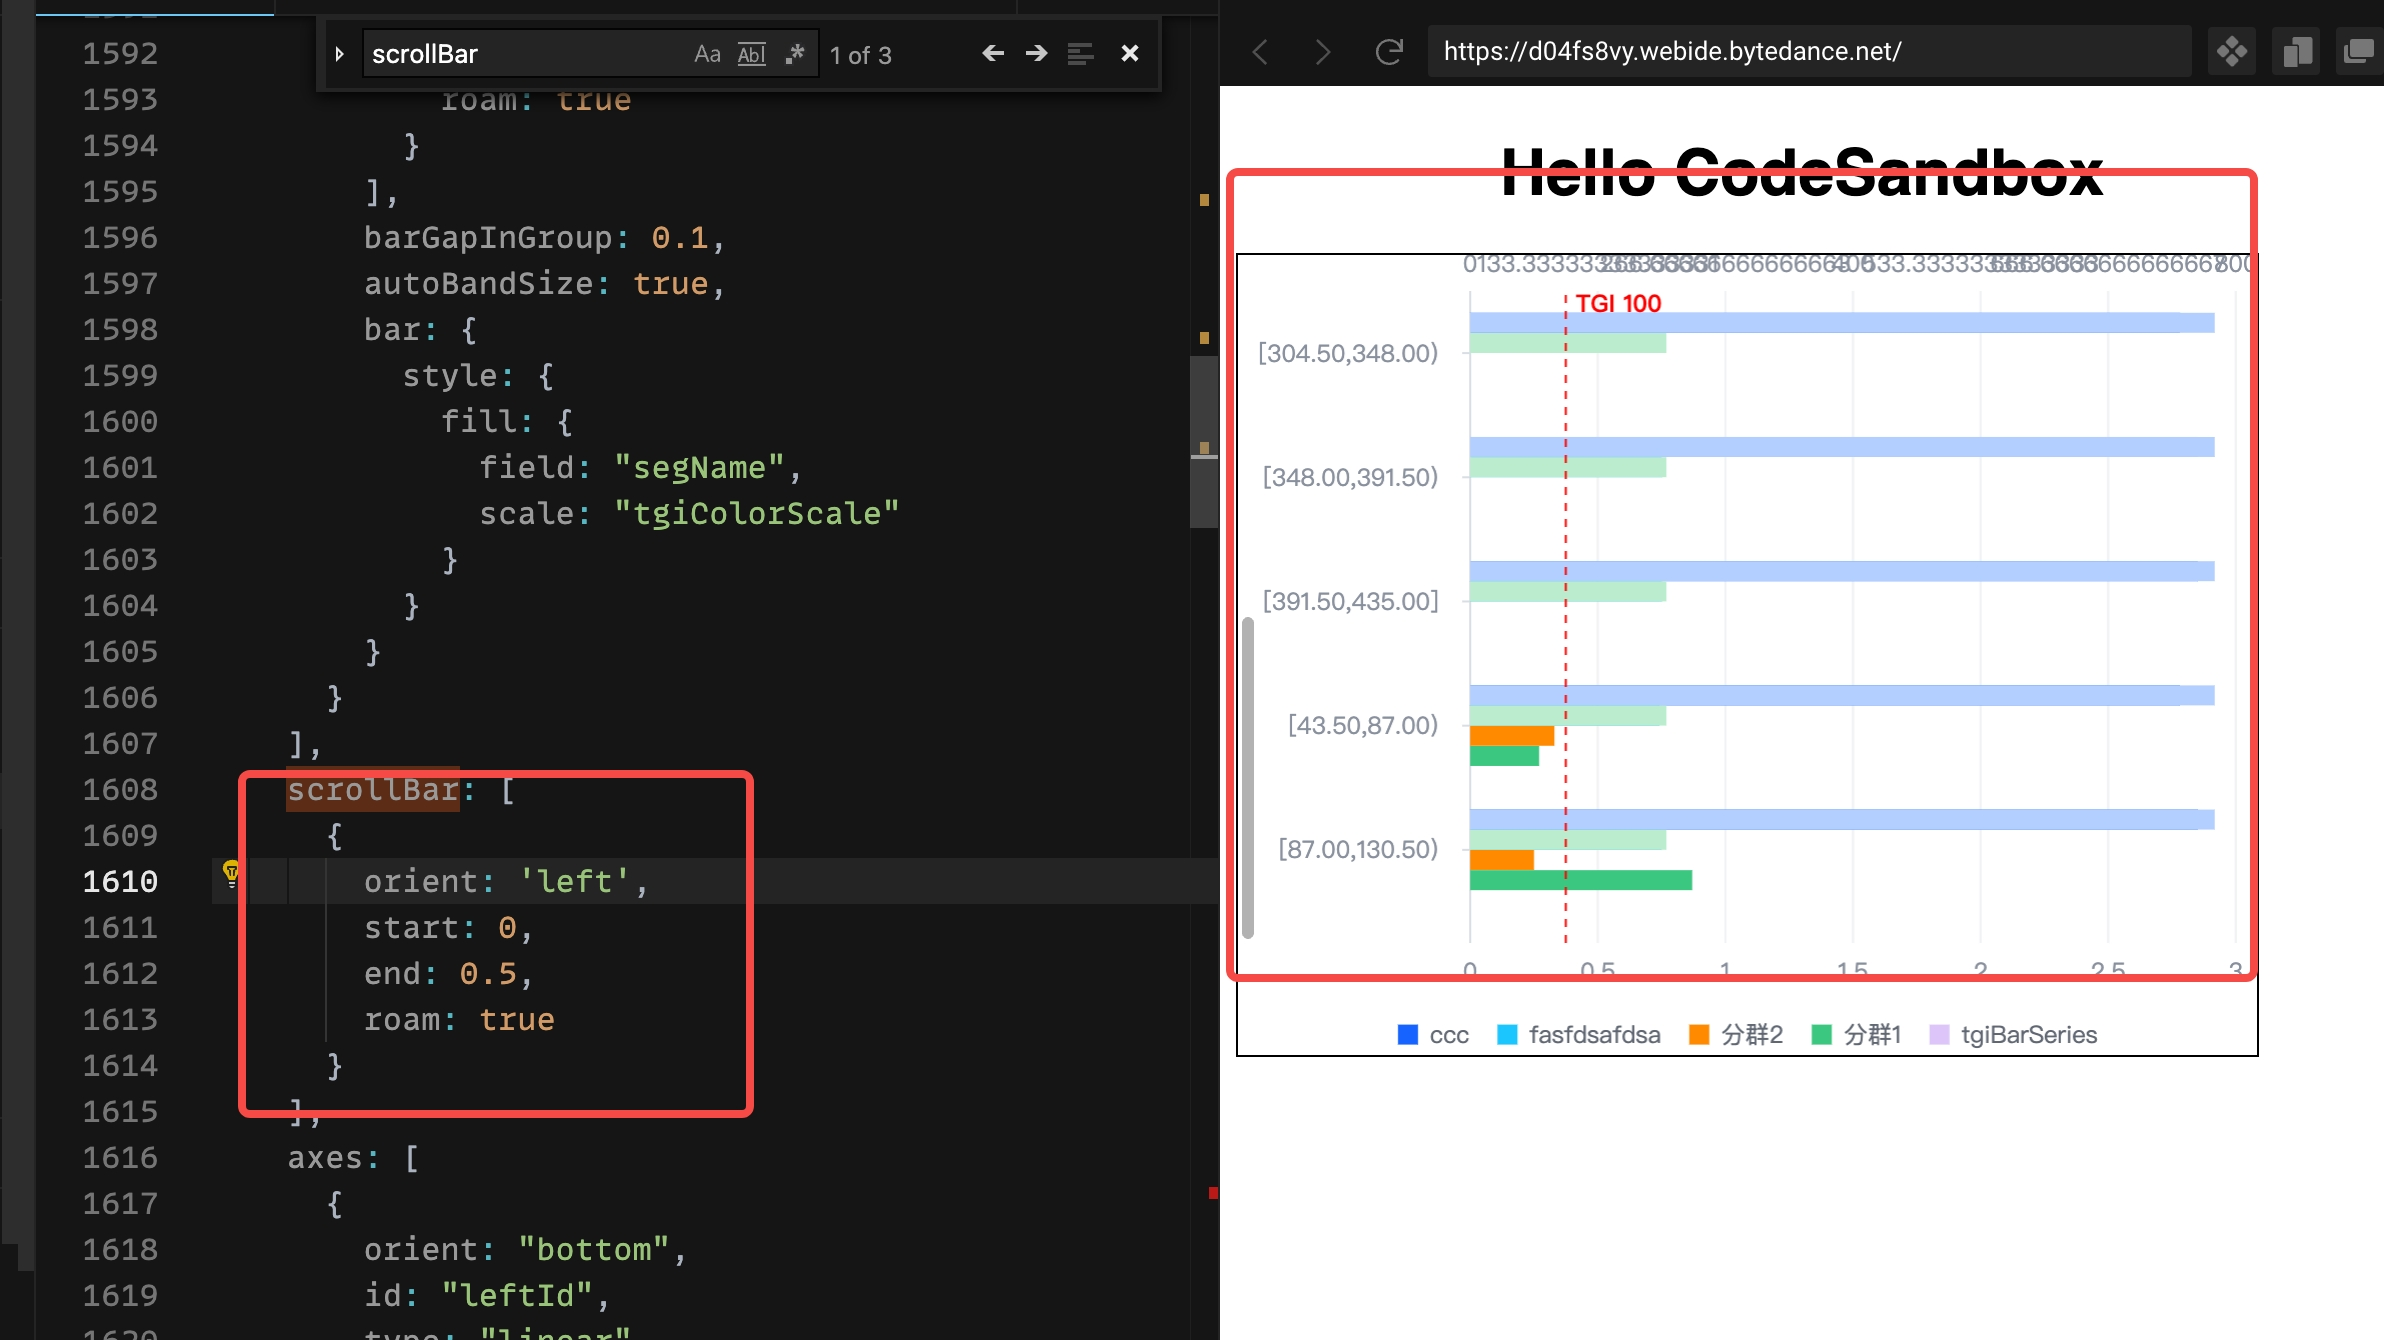 1592
scrollBar
Aa
Abl
.*
1 of 3
1593 roam: true
1594 }
1595 ],
1596 barGapInGroup: 0.1,
1597 autoBandSize: true,
1598 bar: {
1599 style: {
1600 fill: {
1601 field: "segName",
1602 scale: "tgiColorScale"
1603 }
1604 }
1605 }
1606 }
1607 ],
1608 scrollBar: [
1609 {
1610 orient: 'left',
1611 start: 0,
1612 end: 0.5,
1613 roam: true
1614 }
1615 ],
1616 axes: [
1617 {
1618 orient: "bottom",
1619 id: "leftId",
1620 type: "linear"
https://d04fs8vy.webide.bytedance.net/
Hello CodeSandbox
TGI 100
[304.50,348.00)
[348.00,391.50)
[391.50,435.00]
[43.50,87.00)
[87.00,130.50)
0 0.5 1 1.5 2 2.5 3
ccc fasfdsafdsa 分群2 分群1 tgiBarSeries